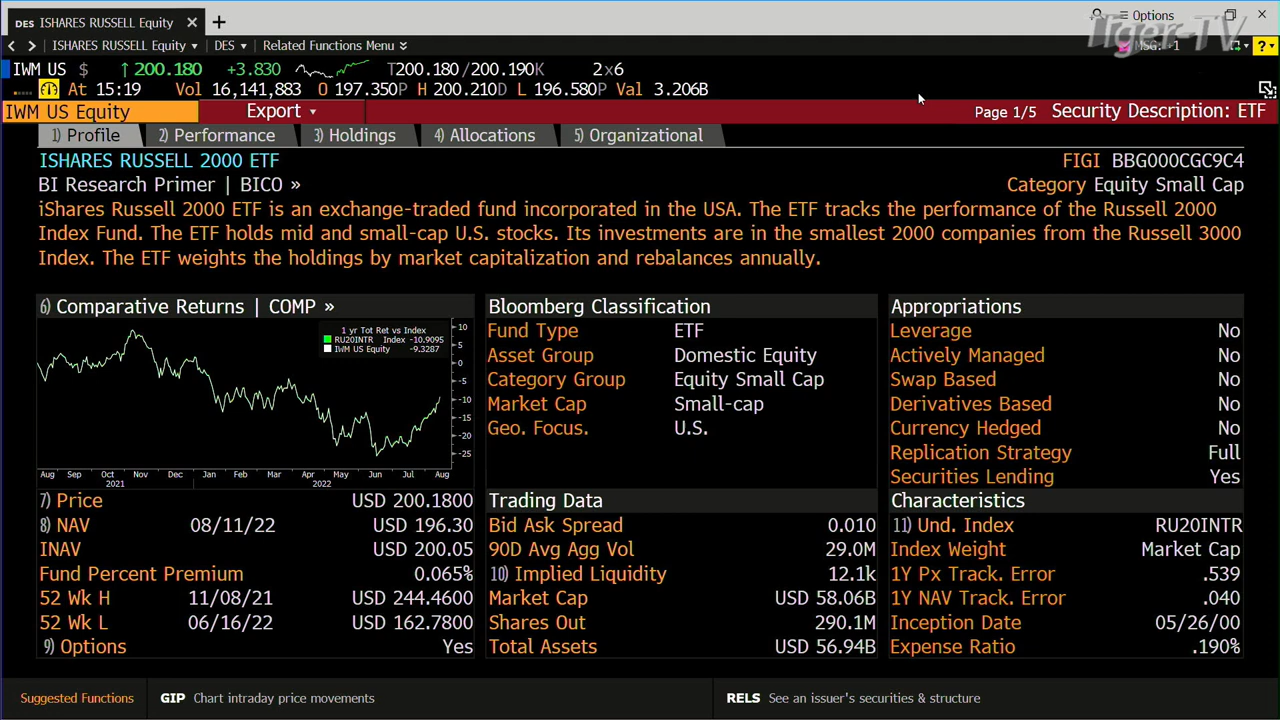 DES ISHARES RUSSELL Equity × +
Options
Tiger-TV
< > ISHARES RUSSELL Equity DES Related Functions Menu
MSG: +1
?
IWM US $ ↑200.180 +3.830 T200.180/200.190K 2x6
At 15:19 Vol 16,141,883 O 197.350P H 200.210D L 196.580P Val 3.206B
IWM US Equity Export Page 1/5 Security Description: ETF
1) Profile 2) Performance 3) Holdings 4) Allocations 5) Organizational
ISHARES RUSSELL 2000 ETF FIGI BBG000CGC9C4
BI Research Primer | BICO » Category Equity Small Cap
iShares Russell 2000 ETF is an exchange-traded fund incorporated in the USA. The ETF tracks the performance of the Russell 2000
Index Fund. The ETF holds mid and small-cap U.S. stocks. Its investments are in the smallest 2000 companies from the Russell 3000
Index. The ETF weights the holdings by market capitalization and rebalances annually.
6) Comparative Returns | COMP »
1 yr Tot Ret vs Index
RU20INTR Index -10.9095
IWM US Equity -9.3287
10
5
0
-5
-10
-15
-20
-25
Aug Sep Oct Nov Dec Jan Feb Mar Apr May Jun Jul Aug
2021 2022
7) Price USD 200.1800
8) NAV 08/11/22 USD 196.30
INAV USD 200.05
Fund Percent Premium 0.065%
52 Wk H 11/08/21 USD 244.4600
52 Wk L 06/16/22 USD 162.7800
9) Options Yes
Bloomberg Classification
Fund Type ETF
Asset Group Domestic Equity
Category Group Equity Small Cap
Market Cap Small-cap
Geo. Focus. U.S.
Trading Data
Bid Ask Spread 0.010
90D Avg Agg Vol 29.0M
10) Implied Liquidity 12.1k
Market Cap USD 58.06B
Shares Out 290.1M
Total Assets USD 56.94B
Appropriations
Leverage No
Actively Managed No
Swap Based No
Derivatives Based No
Currency Hedged No
Replication Strategy Full
Securities Lending Yes
Characteristics
11) Und. Index RU20INTR
Index Weight Market Cap
1Y Px Track. Error .539
1Y NAV Track. Error .040
Inception Date 05/26/00
Expense Ratio .190%
Suggested Functions GIP Chart intraday price movements RELS See an issuer's securities & structure